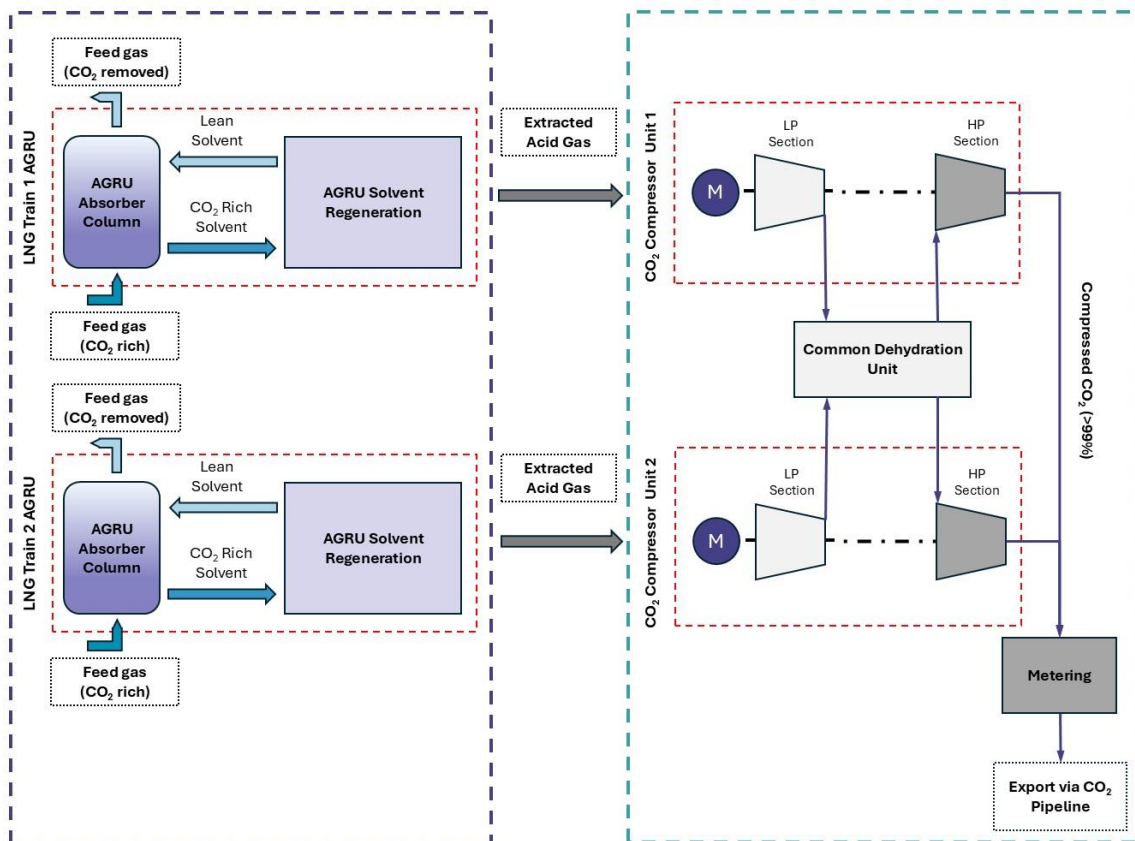 Feed gas
(CO₂ removed)
LNG Train 1 AGRU
AGRU
Absorber
Column
Lean
Solvent
CO₂ Rich
Solvent
AGRU Solvent
Regeneration
Feed gas
(CO₂ rich)
Extracted
Acid Gas
CO₂ Compressor Unit 1
M
LP
Section
HP
Section
Common Dehydration
Unit
Compressed CO₂ (>99%)
Feed gas
(CO₂ removed)
LNG Train 2 AGRU
AGRU
Absorber
Column
Lean
Solvent
CO₂ Rich
Solvent
AGRU Solvent
Regeneration
Feed gas
(CO₂ rich)
Extracted
Acid Gas
CO₂ Compressor Unit 2
M
LP
Section
HP
Section
Metering
Export via CO₂
Pipeline